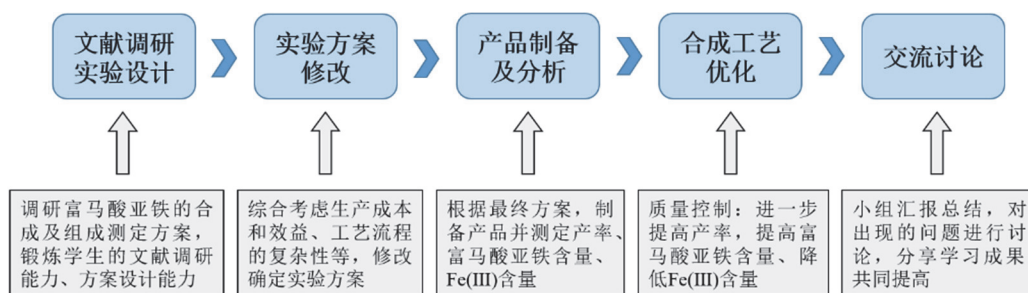 文献调研
实验设计
实验方案
修改
产品制备
及分析
合成工艺
优化
交流讨论
调研富马酸亚铁的合
成及组成测定方案，
锻炼学生的文献调研
能力、方案设计能力
综合考虑生产成本
和效益、工艺流程
的复杂性等，修改
确定实验方案
根据最终方案，制
备产品并测定产率、
富马酸亚铁含量、
Fe(III)含量
质量控制：进一步
提高产率，提高富
马酸亚铁含量、降
低Fe(III)含量
小组汇报总结，对
出现的问题进行讨
论，分享学习成果
共同提高